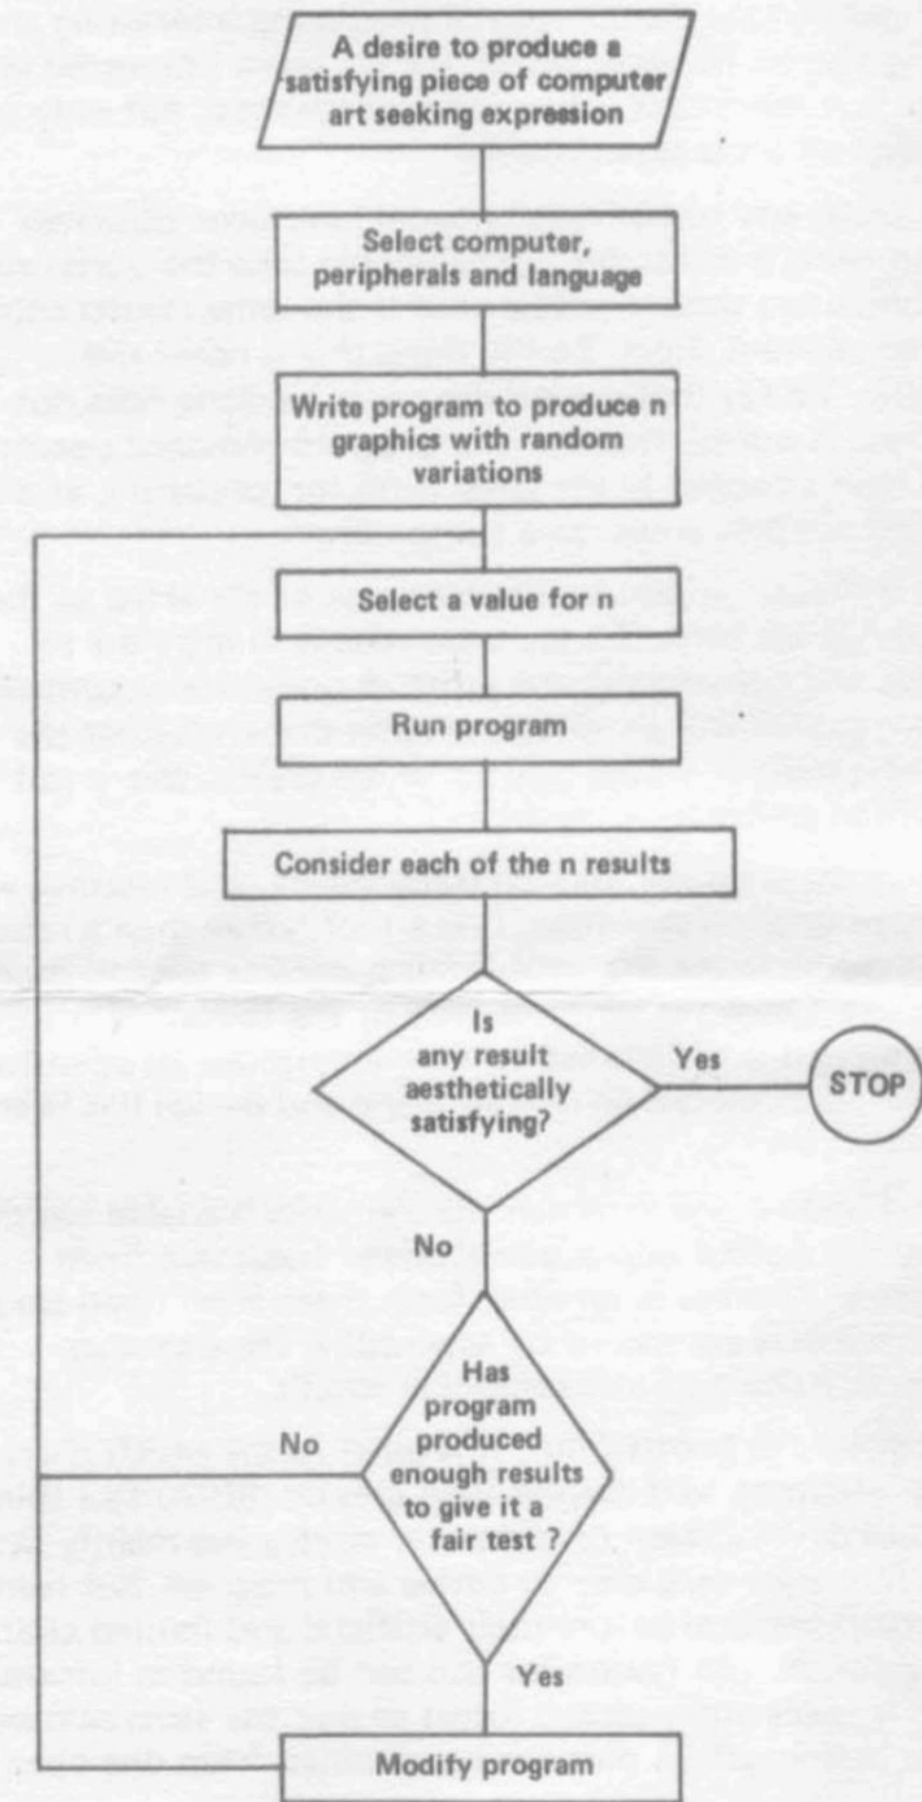 A desire to produce a
satisfying piece of computer
art seeking expression
Select computer,
peripherals and language
Write program to produce n
graphics with random
variations
Select a value for n
Run program
Consider each of the n results
Is
any result
aesthetically
satisfying?
Yes
STOP
No
Has
program
produced
enough results
to give it a
fair test ?
No
Yes
Modify program